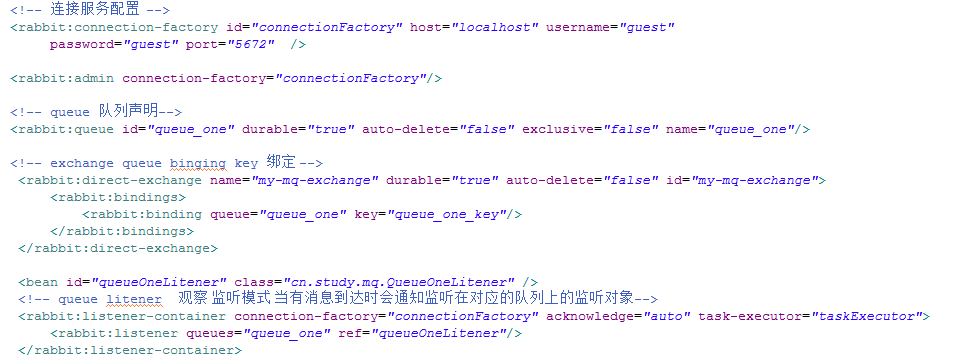 <!-- 连接服务配置 -->
<rabbit:connection-factory id="connectionFactory" host="localhost" username="guest"
password="guest" port="5672"  />
<rabbit:admin connection-factory="connectionFactory"/>
<!-- queue 队列声明-->
<rabbit:queue id="queue_one" durable="true" auto-delete="false" exclusive="false" name="queue_one"/>
<!-- exchange queue binging key 绑定 -->
<rabbit:direct-exchange name="my-mq-exchange" durable="true" auto-delete="false" id="my-mq-exchange">
<rabbit:bindings>
<rabbit:binding queue="queue_one" key="queue_one_key"/>
</rabbit:bindings>
</rabbit:direct-exchange>
<bean id="queueOneLitener" class="cn.study.mq.QueueOneLitener" />
<!-- queue litener  观察 监听模式 当有消息到达时会通知监听在对应的队列上的监听对象-->
<rabbit:listener-container connection-factory="connectionFactory" acknowledge="auto" task-executor="taskExecutor">
<rabbit:listener queues="queue_one" ref="queueOneLitener"/>
</rabbit:listener-container>